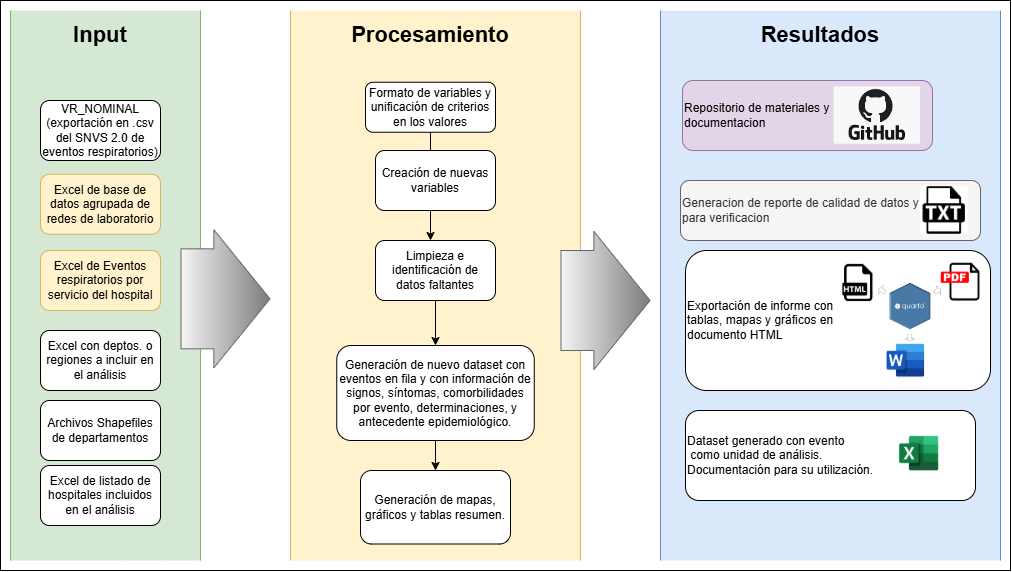 Input
VR_NOMINAL
(exportación en .csv
del SNVS 2.0 de
eventos respiratorios)
Excel de base de
datos agrupada de
redes de laboratorio
Excel de Eventos
respiratorios por
servicio del hospital
Excel con deptos. o
regiones a incluir en
el análisis
Archivos Shapefiles
de departamentos
Excel de listado de
hospitales incluidos
en el análisis
Procesamiento
Formato de variables y
unificación de criterios
en los valores
Creación de nuevas
variables
Limpieza e
identificación de
datos faltantes
Generación de nuevo dataset con
eventos en fila y con información de
signos, síntomas, comorbilidades
por evento, determinaciones, y
antecedente epidemiológico.
Generación de mapas,
gráficos y tablas resumen.
Resultados
Repositorio de materiales y
documentacion
GitHub
Generacion de reporte de calidad de datos y
para verificacion
TXT
Exportación de informe con
tablas, mapas y gráficos en
documento HTML
HTML
quarto
PDF
W
Dataset generado con evento
como unidad de análisis.
Documentación para su utilización.
X